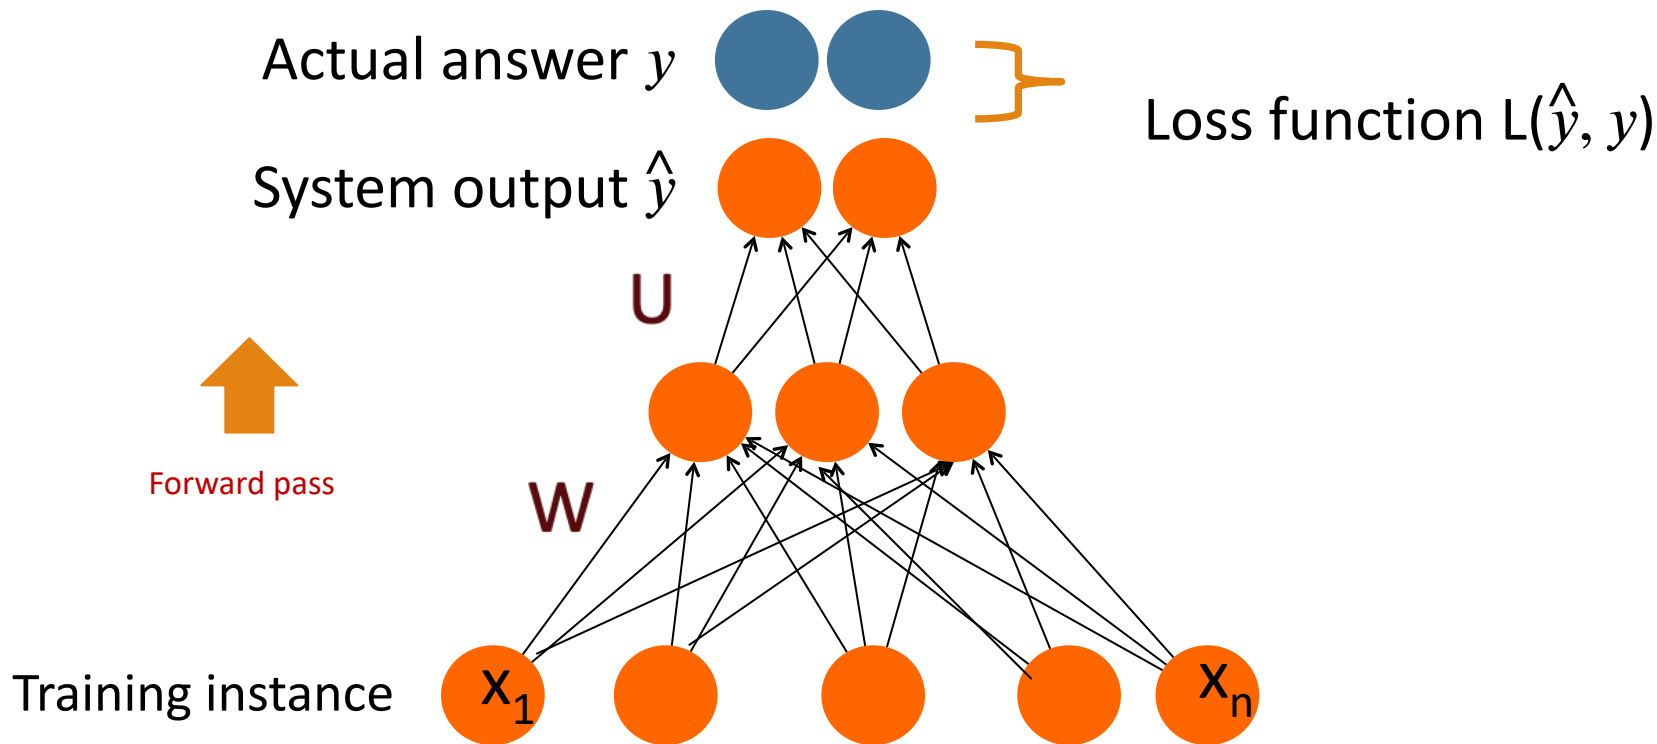 Actual answer y
Loss function L(ŷ, y)
System output ŷ
U
Forward pass
W
Training instance
x₁
xₙ